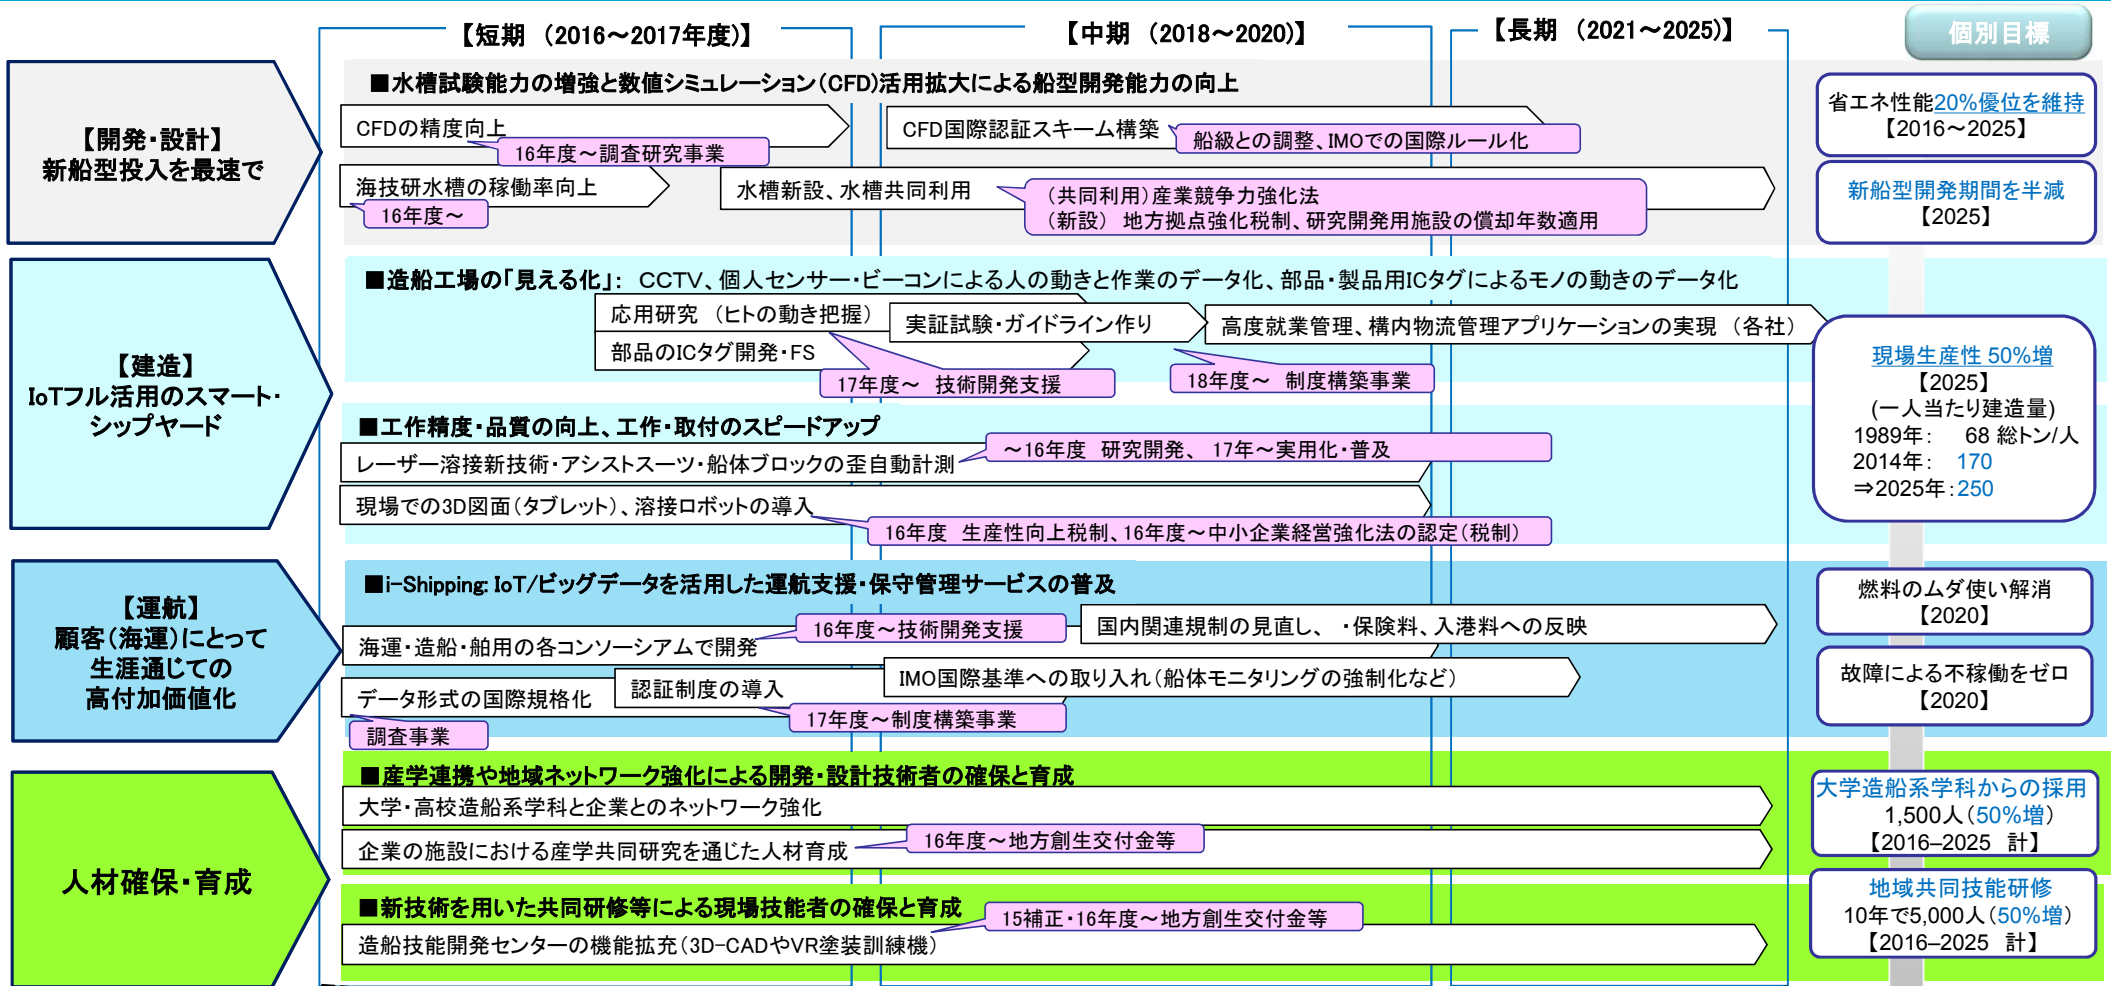 【短期 （2016～2017年度)】
【中期 （2018～2020)】
【長期 （2021～2025)】
個別目標
【開発・設計】
新船型投入を最速で
■水槽試験能力の増強と数値シミュレーション（CFD)活用拡大による船型開発能力の向上
CFDの精度向上
16年度～調査研究事業
CFD国際認証スキーム構築
船級との調整、IMOでの国際ルール化
海技研水槽の稼働率向上
16年度～
水槽新設、水槽共同利用
（共同利用）産業競争力強化法
（新設） 地方拠点強化税制、研究開発用施設の償却年数適用
省エネ性能20%優位を維持
【2016～2025】
新船型開発期間を半減
【2025】
【建造】
IoTフル活用のスマート・
シップヤード
■造船工場の「見える化」： CCTV、個人センサー・ビーコンによる人の動きと作業のデータ化、部品・製品用ICタグによるモノの動きのデータ化
応用研究 （ヒトの動き把握）
部品のICタグ開発・FS
17年度～ 技術開発支援
実証試験・ガイドライン作り
18年度～ 制度構築事業
高度就業管理、構内物流管理アプリケーションの実現 （各社）
■工作精度・品質の向上、工作・取付のスピードアップ
レーザー溶接新技術・アシストスーツ・船体ブロックの歪自動計測
～16年度 研究開発、 17年～実用化・普及
現場での3D図面（タブレット）、溶接ロボットの導入
16年度 生産性向上税制、16年度～中小企業経営強化法の認定（税制）
現場生産性 50%増
【2025】
(一人当たり建造量)
1989年： 68 総トン/人
2014年： 170
⇒2025年：250
【運航】
顧客（海運）にとって
生涯通じての
高付加価値化
■i-Shipping: IoT/ビッグデータを活用した運航支援・保守管理サービスの普及
海運・造船・舶用の各コンソーシアムで開発
16年度～技術開発支援
国内関連規制の見直し、 ・保険料、入港料への反映
データ形式の国際規格化
調査事業
認証制度の導入
17年度～制度構築事業
IMO国際基準への取り入れ（船体モニタリングの強制化など）
燃料のムダ使い解消
【2020】
故障による不稼働をゼロ
【2020】
人材確保・育成
■産学連携や地域ネットワーク強化による開発・設計技術者の確保と育成
大学・高校造船系学科と企業とのネットワーク強化
企業の施設における産学共同研究を通じた人材育成
16年度～地方創生交付金等
■新技術を用いた共同研修等による現場技能者の確保と育成
15補正・16年度～地方創生交付金等
造船技能開発センターの機能拡充（3D-CADやVR塗装訓練機）
大学造船系学科からの採用
1,500人（50%増）
【2016–2025 計】
地域共同技能研修
10年で5,000人（50%増）
【2016–2025 計】